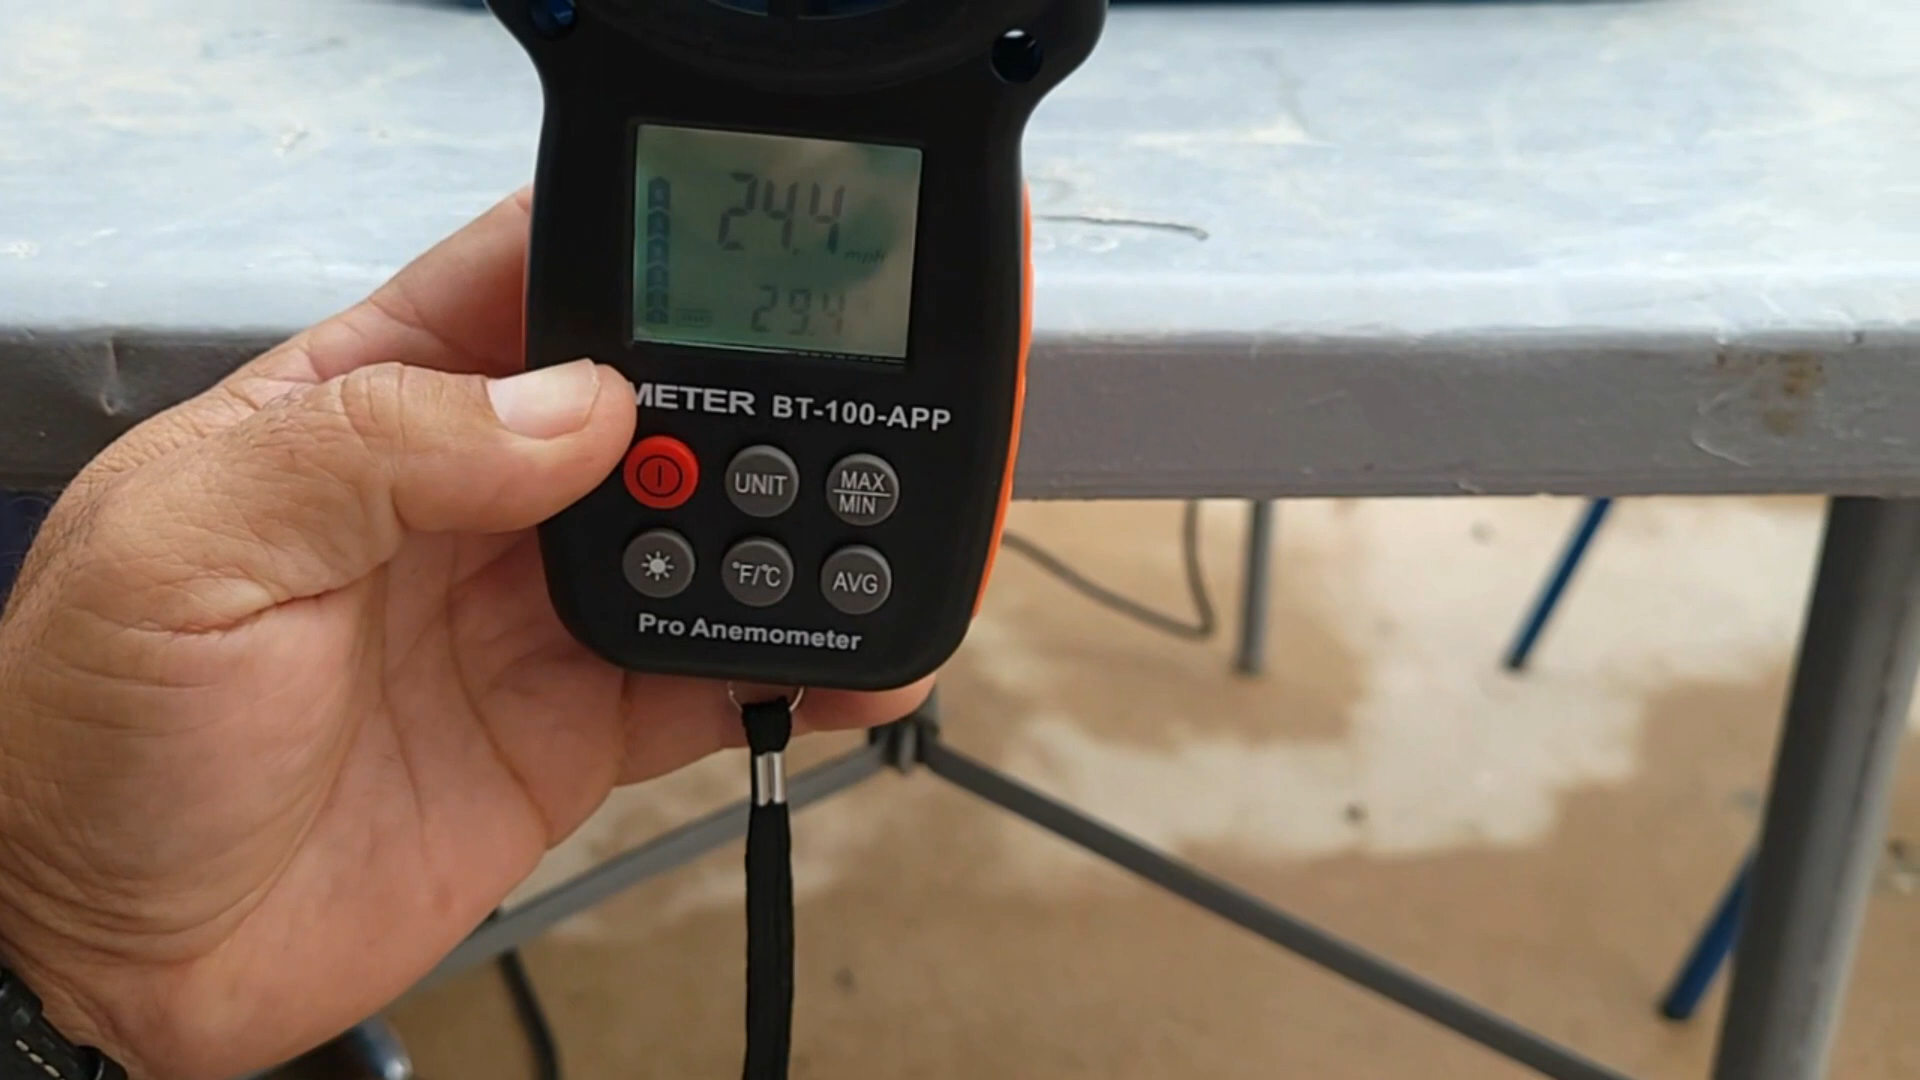 24.4 mph
29.4
METER BT-100-APP
UNIT
MAX
MIN
°F/°C
AVG
Pro Anemometer